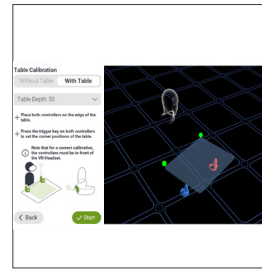 Table Calibration
Without Table
With Table
Table Depth: 50
Place both controllers on the edge of the
table.
Press the trigger key on both controllers
to set the corner positions of the table.
Note that for a correct calibration,
the controllers must be in front of
the VR-Headset.
Back
Start